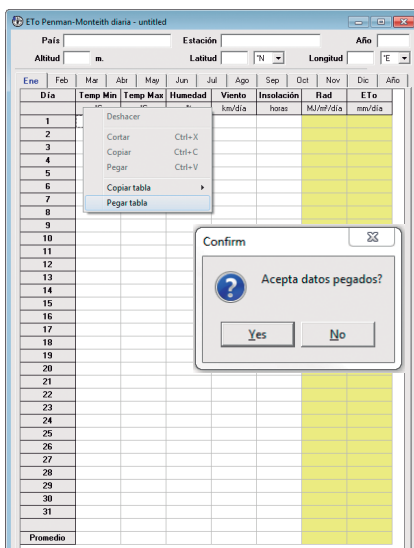 ETo Penman-Monteith diaria - untitled
País Estación Año
Altitud m. Latitud °N Longitud °E
Ene Feb Mar Abr May Jun Jul Ago Sep Oct Nov Dic Año
Día Temp Min Temp Max Humedad Viento Insolación Rad ETo
km/día horas MJ/m²/día mm/día
Deshacer
Cortar Ctrl+X
Copiar Ctrl+C
Pegar Ctrl+V
Copiar tabla
Pegar tabla
1
2
3
4
5
6
7
8
9
10
11
12
13
14
15
16
17
18
19
20
21
22
23
24
25
26
27
28
29
30
31
Promedio
Confirm
Acepta datos pegados?
Yes No